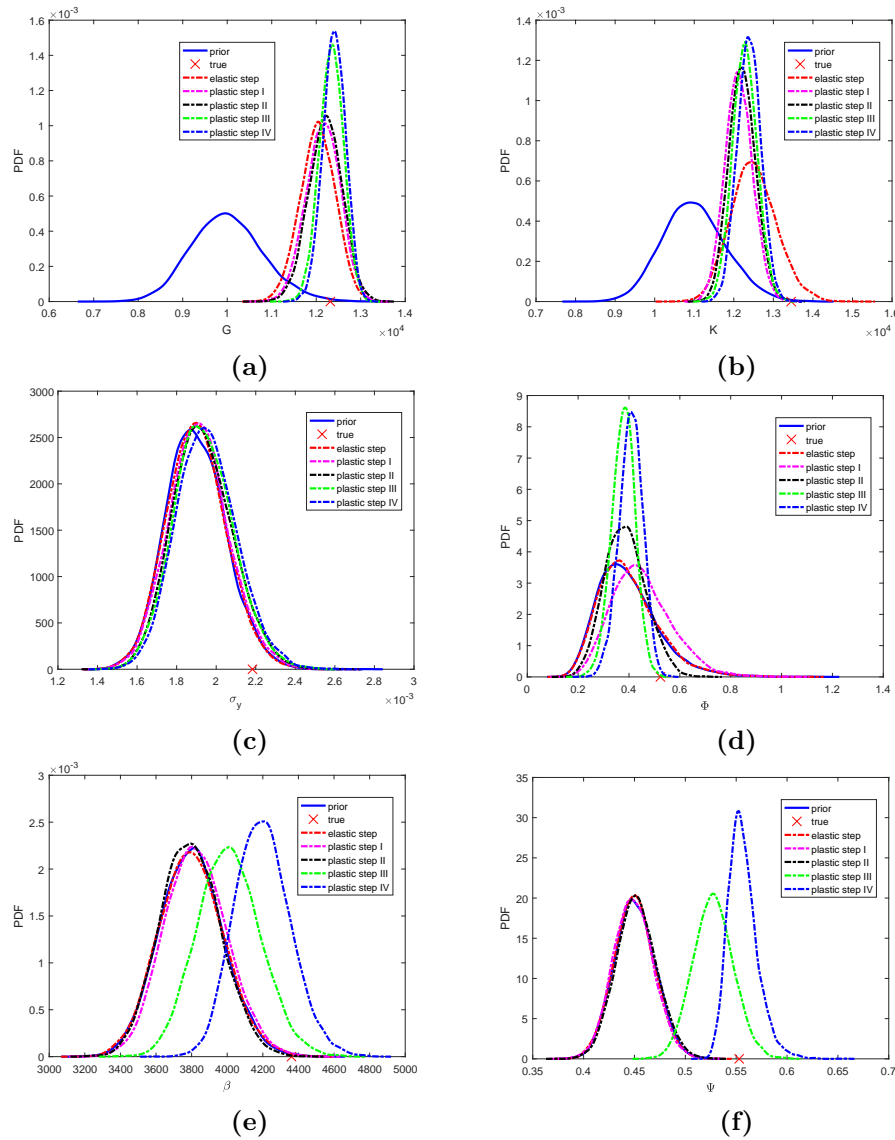 1.6 ×10⁻³
1.4
1.2
1
0.8
0.6
0.4
0.2
0
PDF
prior
true
elastic step
plastic step I
plastic step II
plastic step III
plastic step IV
0.6 0.7 0.8 0.9 1 1.1 1.2 1.3 1.4
G
×10⁴
(a)
×10⁻³
1.4
1.2
1
0.8
0.6
0.4
0.2
0
PDF
prior
true
elastic step
plastic step I
plastic step II
plastic step III
plastic step IV
0.7 0.8 0.9 1 1.1 1.2 1.3 1.4 1.5 1.6
K
×10⁴
(b)
3000
2500
2000
1500
1000
500
0
PDF
prior
true
elastic step
plastic step I
plastic step II
plastic step III
plastic step IV
1.2 1.4 1.6 1.8 2 2.2 2.4 2.6 2.8 3
σy
×10⁻³
(c)
9
8
7
6
5
4
3
2
1
0
PDF
prior
true
elastic step
plastic step I
plastic step II
plastic step III
plastic step IV
0 0.2 0.4 0.6 0.8 1 1.2 1.4
Φ
(d)
3 ×10⁻³
2.5
2
1.5
1
0.5
0
PDF
prior
true
elastic step
plastic step I
plastic step II
plastic step III
plastic step IV
3000 3200 3400 3600 3800 4000 4200 4400 4600 4800 5000
β
(e)
35
30
25
20
15
10
5
0
PDF
prior
true
elastic step
plastic step I
plastic step II
plastic step III
plastic step IV
0.35 0.4 0.45 0.5 0.55 0.6 0.65 0.7
Ψ
(f)